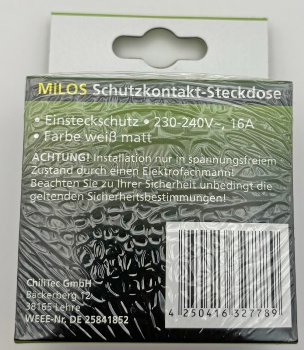 MiLOS Schutzkontakt-Steckdose
• Einsteckschutz • 230-240V~, 16A
• Farbe weiß matt
ACHTUNG! Installation nur in spannungsfreiem
Zustand durch einen Elektrofachmann!
Beachten Sie zu Ihrer Sicherheit unbedingt die
geltenden Sicherheitsbestimmungen!
ChiliTec GmbH
Bäckerberg 12
38165 Lehre
WEEE-Nr. DE 25841852
4 250416 327789